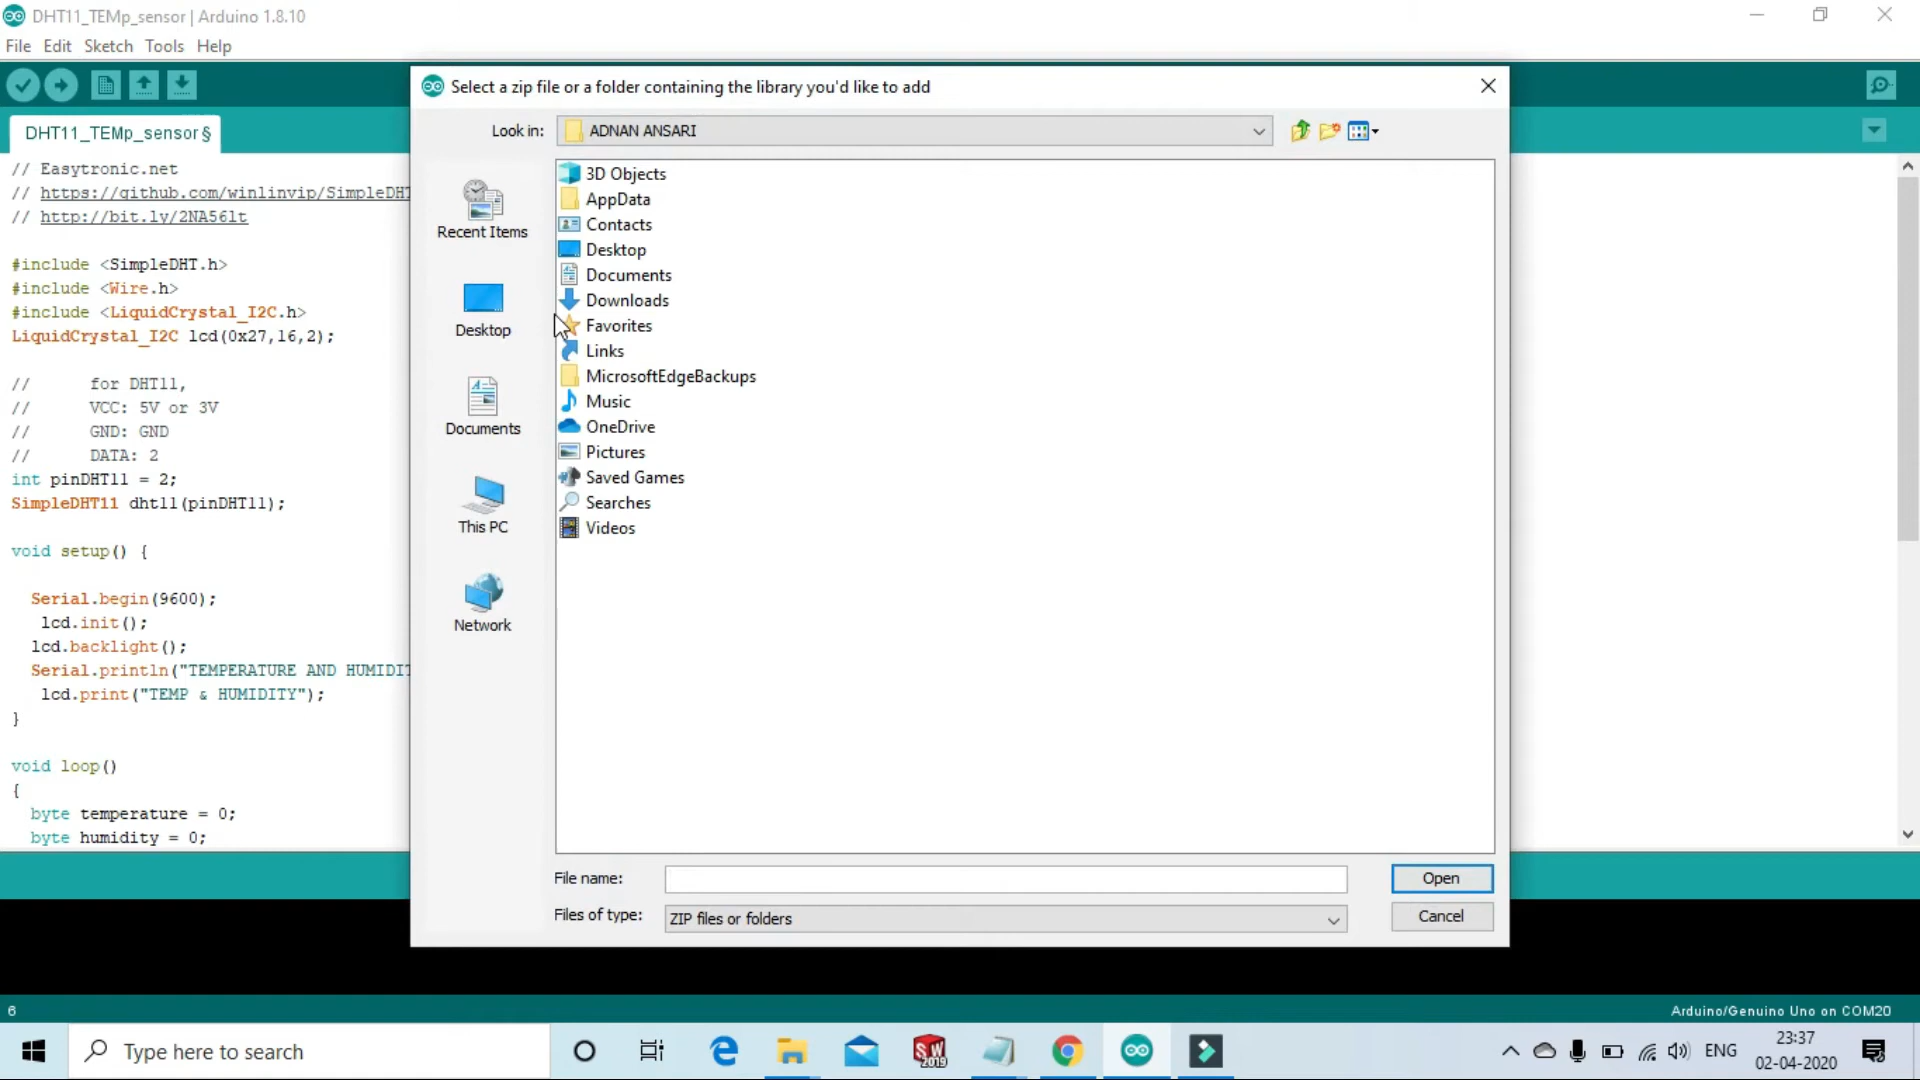 DHT11_TEMp_sensor | Arduino 1.8.10
File Edit Sketch Tools Help
DHT11_TEMp_sensor §
// Easytronic.net
// https://github.com/winlinvip/SimpleDHT
// http://bit.ly/2NA56lt
#include <SimpleDHT.h>
#include <Wire.h>
#include <LiquidCrystal_I2C.h>
LiquidCrystal_I2C lcd(0x27,16,2);
// for DHT11,
// VCC: 5V or 3V
// GND: GND
// DATA: 2
int pinDHT11 = 2;
SimpleDHT11 dht11(pinDHT11);
void setup() {
Serial.begin(9600);
lcd.init();
lcd.backlight();
Serial.println("TEMPERATURE AND HUMIDIT
lcd.print("TEMP & HUMIDITY");
}
void loop()
{
byte temperature = 0;
byte humidity = 0;
Select a zip file or a folder containing the library you'd like to add
Look in: ADNAN ANSARI
Recent Items
Desktop
Documents
This PC
Network
3D Objects
AppData
Contacts
Desktop
Documents
Downloads
Favorites
Links
MicrosoftEdgeBackups
Music
OneDrive
Pictures
Saved Games
Searches
Videos
File name:
Open
Files of type: ZIP files or folders
Cancel
6
Arduino/Genuino Uno on COM20
Type here to search
SW
2019
ENG
23:37
02-04-2020